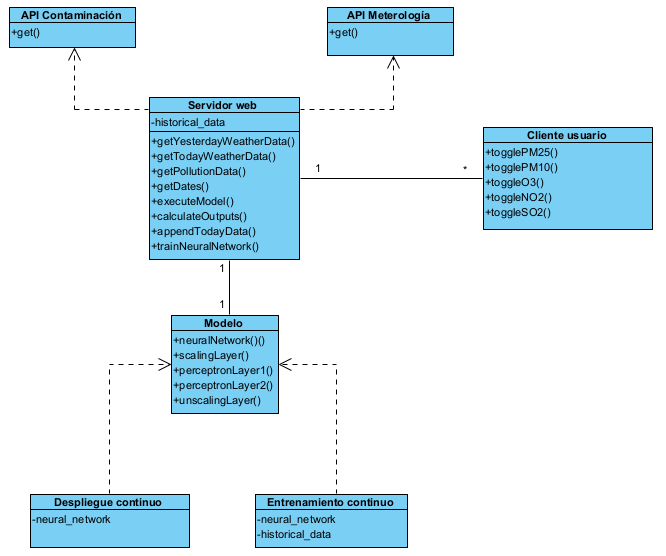 API Contaminación
+get()
API Meterología
+get()
Servidor web
-historical_data
+getYesterdayWeatherData()
+getTodayWeatherData()
+getPollutionData()
+getDates()
+executeModel()
+calculateOutputs()
+appendTodayData()
+trainNeuralNetwork()
1
*
Cliente usuario
+togglePM25()
+togglePM10()
+toggleO3()
+toggleNO2()
+toggleSO2()
1
1
Modelo
+neuralNetwork()()
+scalingLayer()
+perceptronLayer1()
+perceptronLayer2()
+unscalingLayer()
Despliegue continuo
-neural_network
Entrenamiento continuo
-neural_network
-historical_data